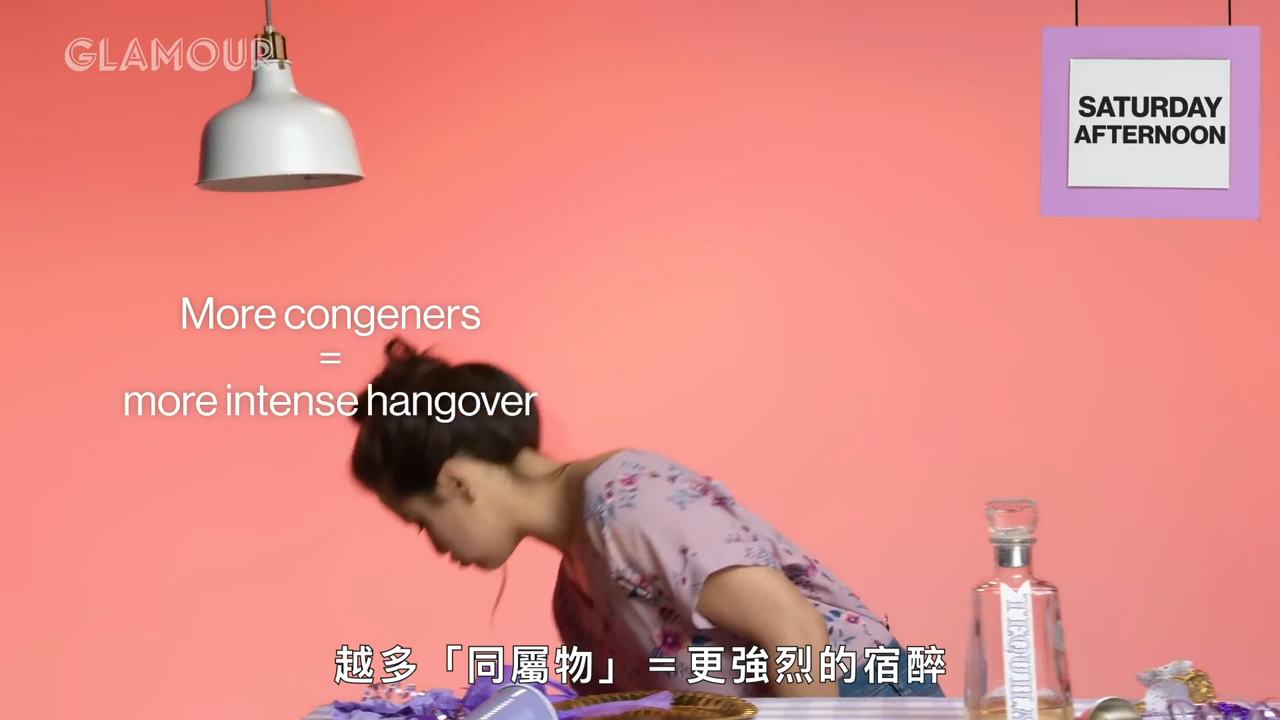 GLAMOUR
SATURDAY
AFTERNOON
More congeners
=
more intense hangover
TEQUILA
越多「同屬物」＝更強烈的宿醉